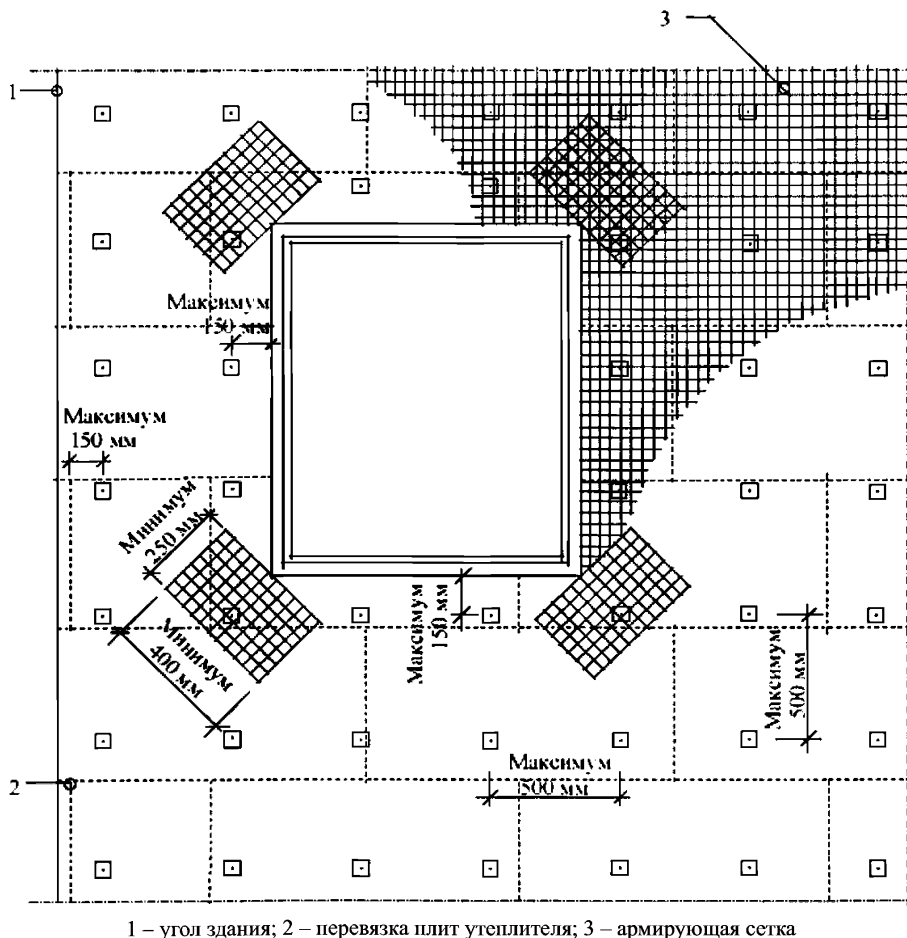 3
1
Максимум
150 мм
Максимум
150 мм
Минимум
250 мм
Минимум
400 мм
Максимум
150 мм
Максимум
500 мм
2
Максимум
500 мм
1 – угол здания; 2 – перевязка плит утеплителя; 3 – армирующая сетка